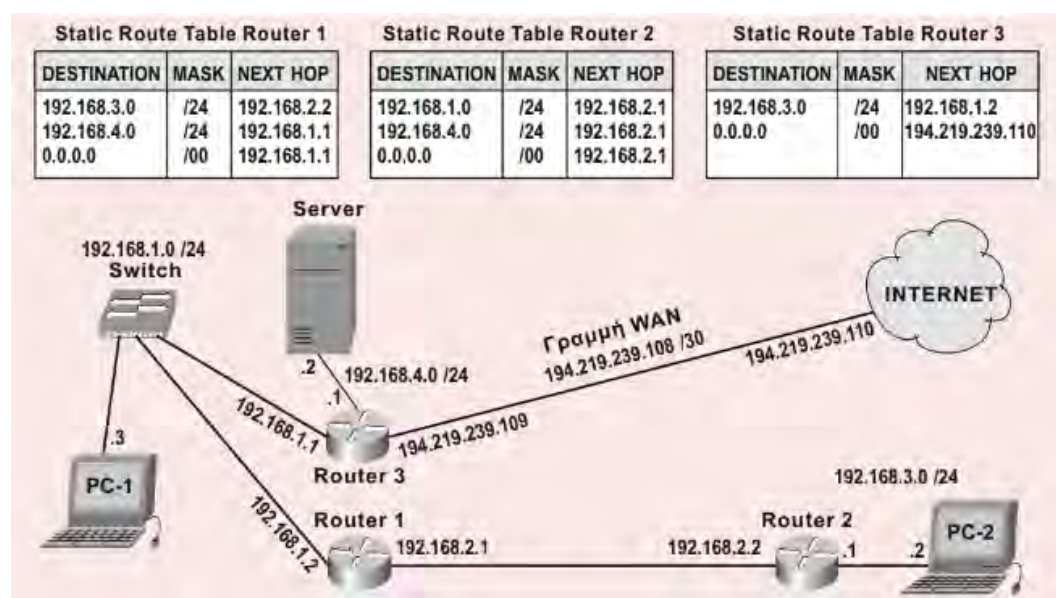 Static Route Table Router 1
DESTINATION MASK NEXT HOP
192.168.3.0 /24 192.168.2.2
192.168.4.0 /24 192.168.1.1
0.0.0.0 /00 192.168.1.1
Static Route Table Router 2
DESTINATION MASK NEXT HOP
192.168.1.0 /24 192.168.2.1
192.168.4.0 /24 192.168.2.1
0.0.0.0 /00 192.168.2.1
Static Route Table Router 3
DESTINATION MASK NEXT HOP
192.168.3.0 /24 192.168.1.2
0.0.0.0 /00 194.219.239.110
Server
192.168.1.0 /24
Switch
INTERNET
Γραμμή WAN
194.219.239.108 /30
194.219.239.110
.2
192.168.4.0 /24
.1
192.168.1.1
194.219.239.109
.3
PC-1
Router 3
192.168.3.0 /24
192.168.1.2
Router 1
192.168.2.1
Router 2
192.168.2.2
.1
.2
PC-2